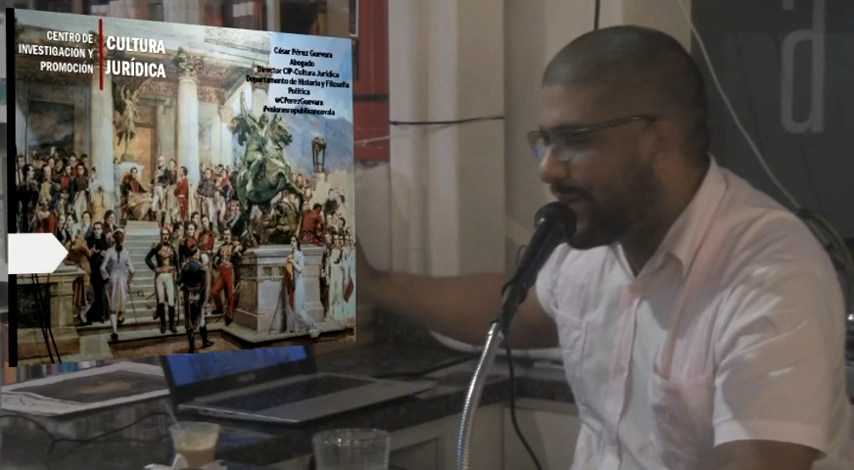 CENTRO DE
INVESTIGACIÓN Y
PROMOCIÓN
CULTURA
JURÍDICA
César Pérez Guevara
Abogado
Director CIP-Cultura Jurídica
Departamento de Historia y Filosofía
Política
@CPerezGuevara
d